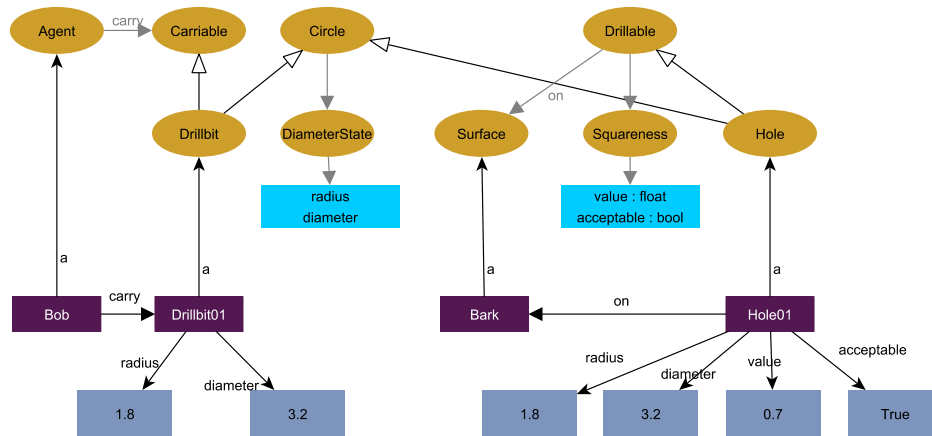 Agent
carry
Carriable
Circle
Drillable
on
Drillbit
DiameterState
Surface
Squareness
Hole
radius
diameter
value : float
acceptable : bool
a
a
a
a
Bob
carry
Drillbit01
Bark
on
Hole01
radius
diameter
radius
diameter
value
acceptable
1.8
3.2
1.8
3.2
0.7
True